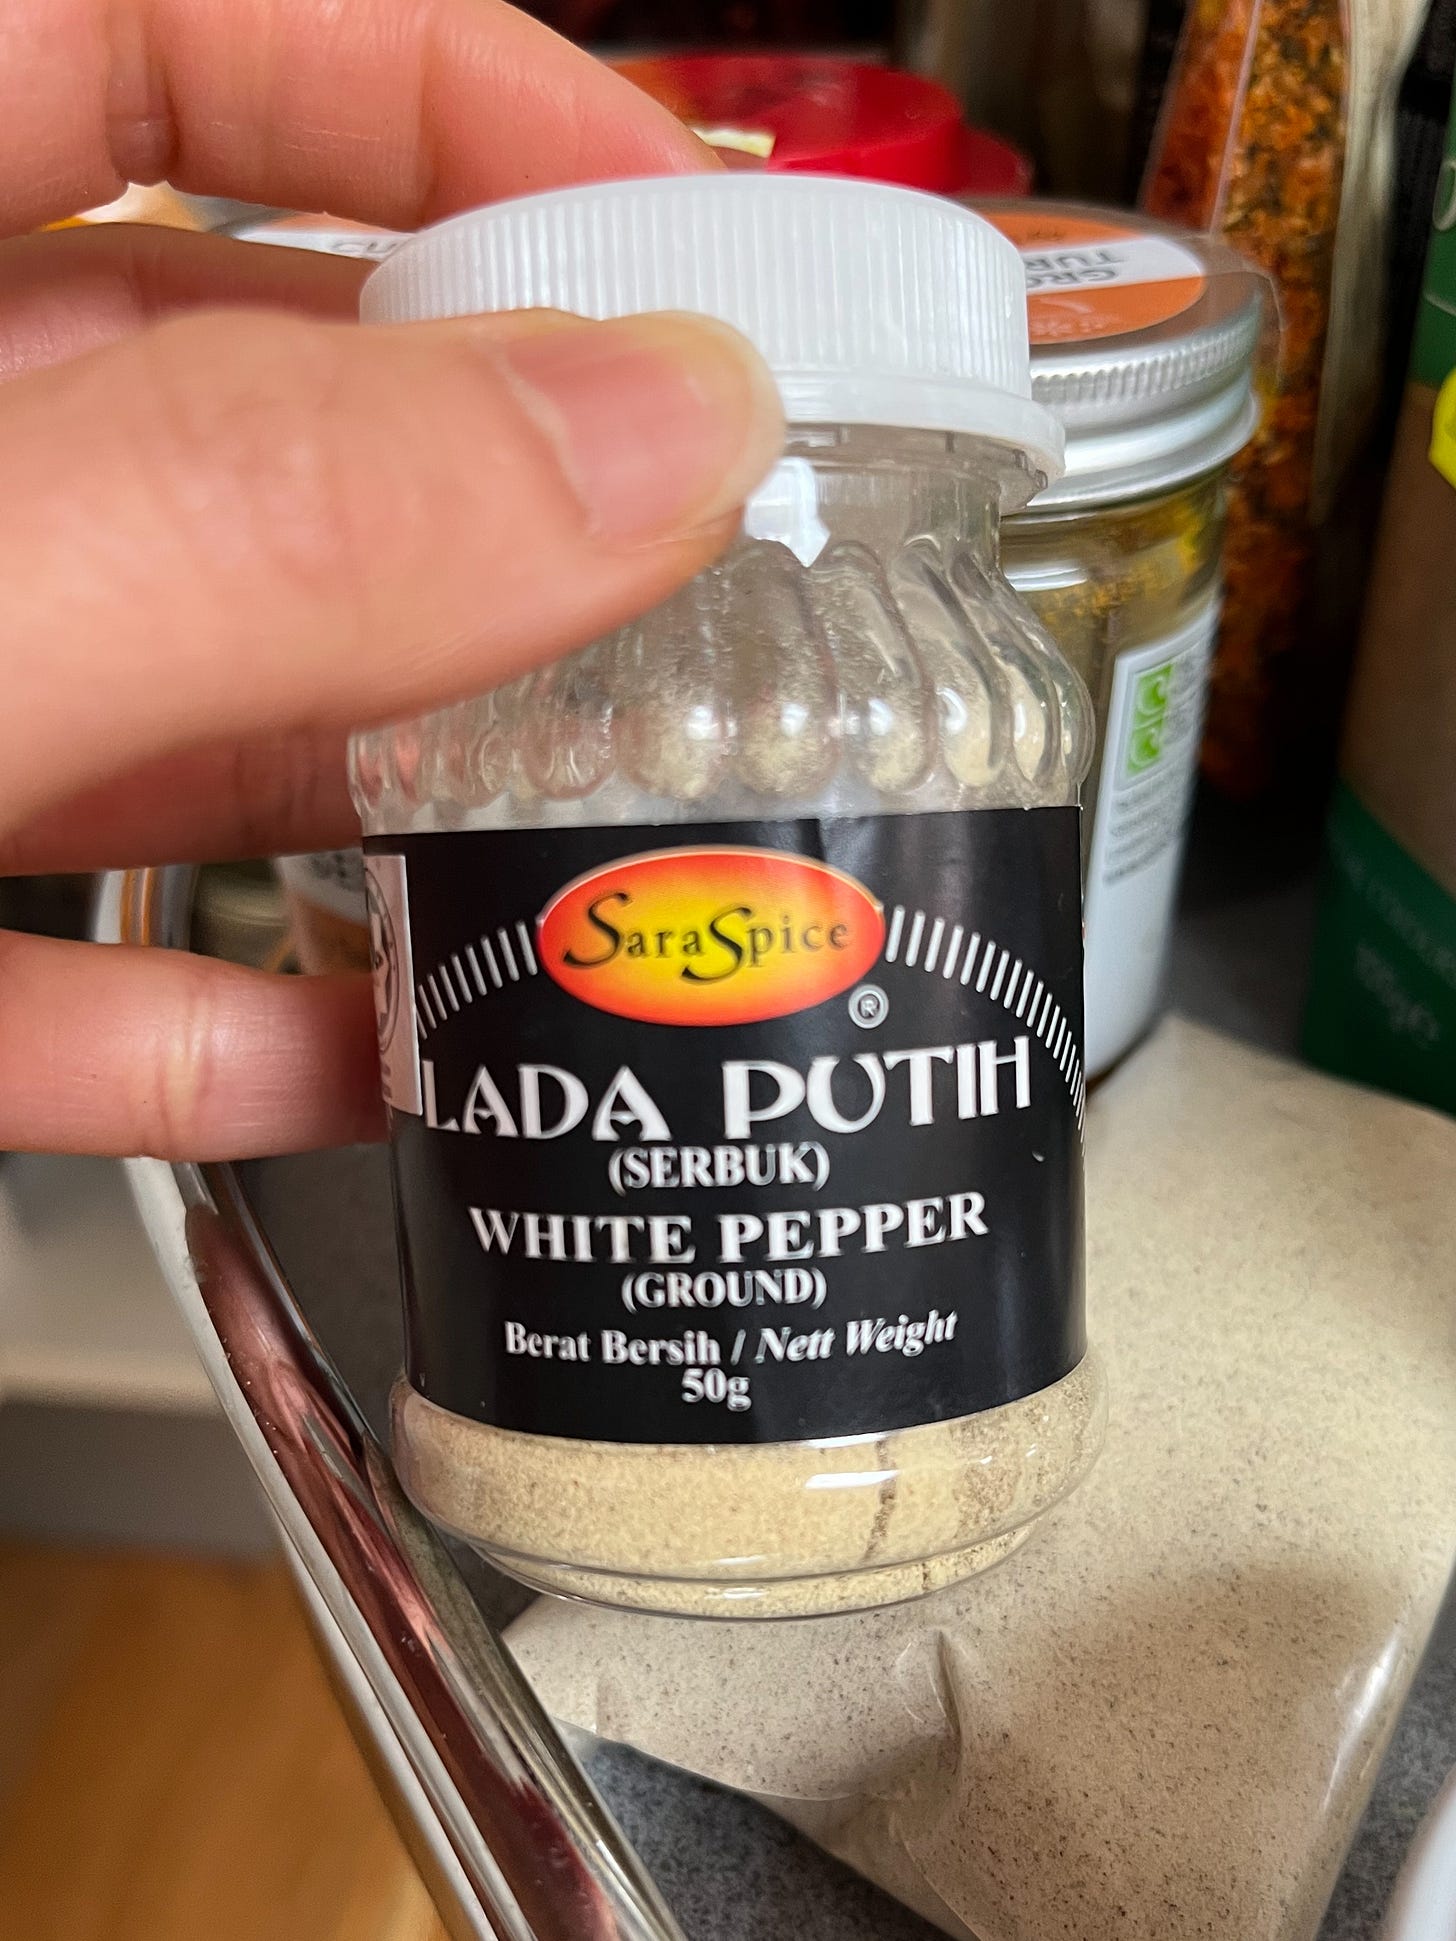 SaraSpice
®
LADA PUTIH
(SERBUK)
WHITE PEPPER
(GROUND)
Berat Bersih / Nett Weight
50g